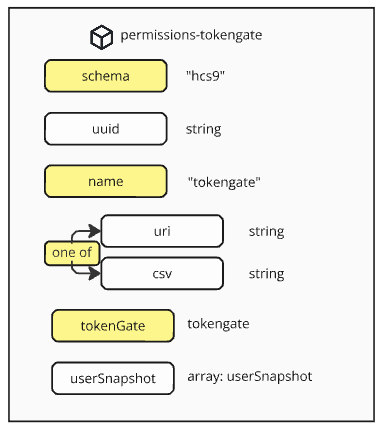 permissions-tokengate
schema "hcs9"
uuid string
name "tokengate"
uri string
one of
csv string
tokenGate tokengate
userSnapshot array: userSnapshot